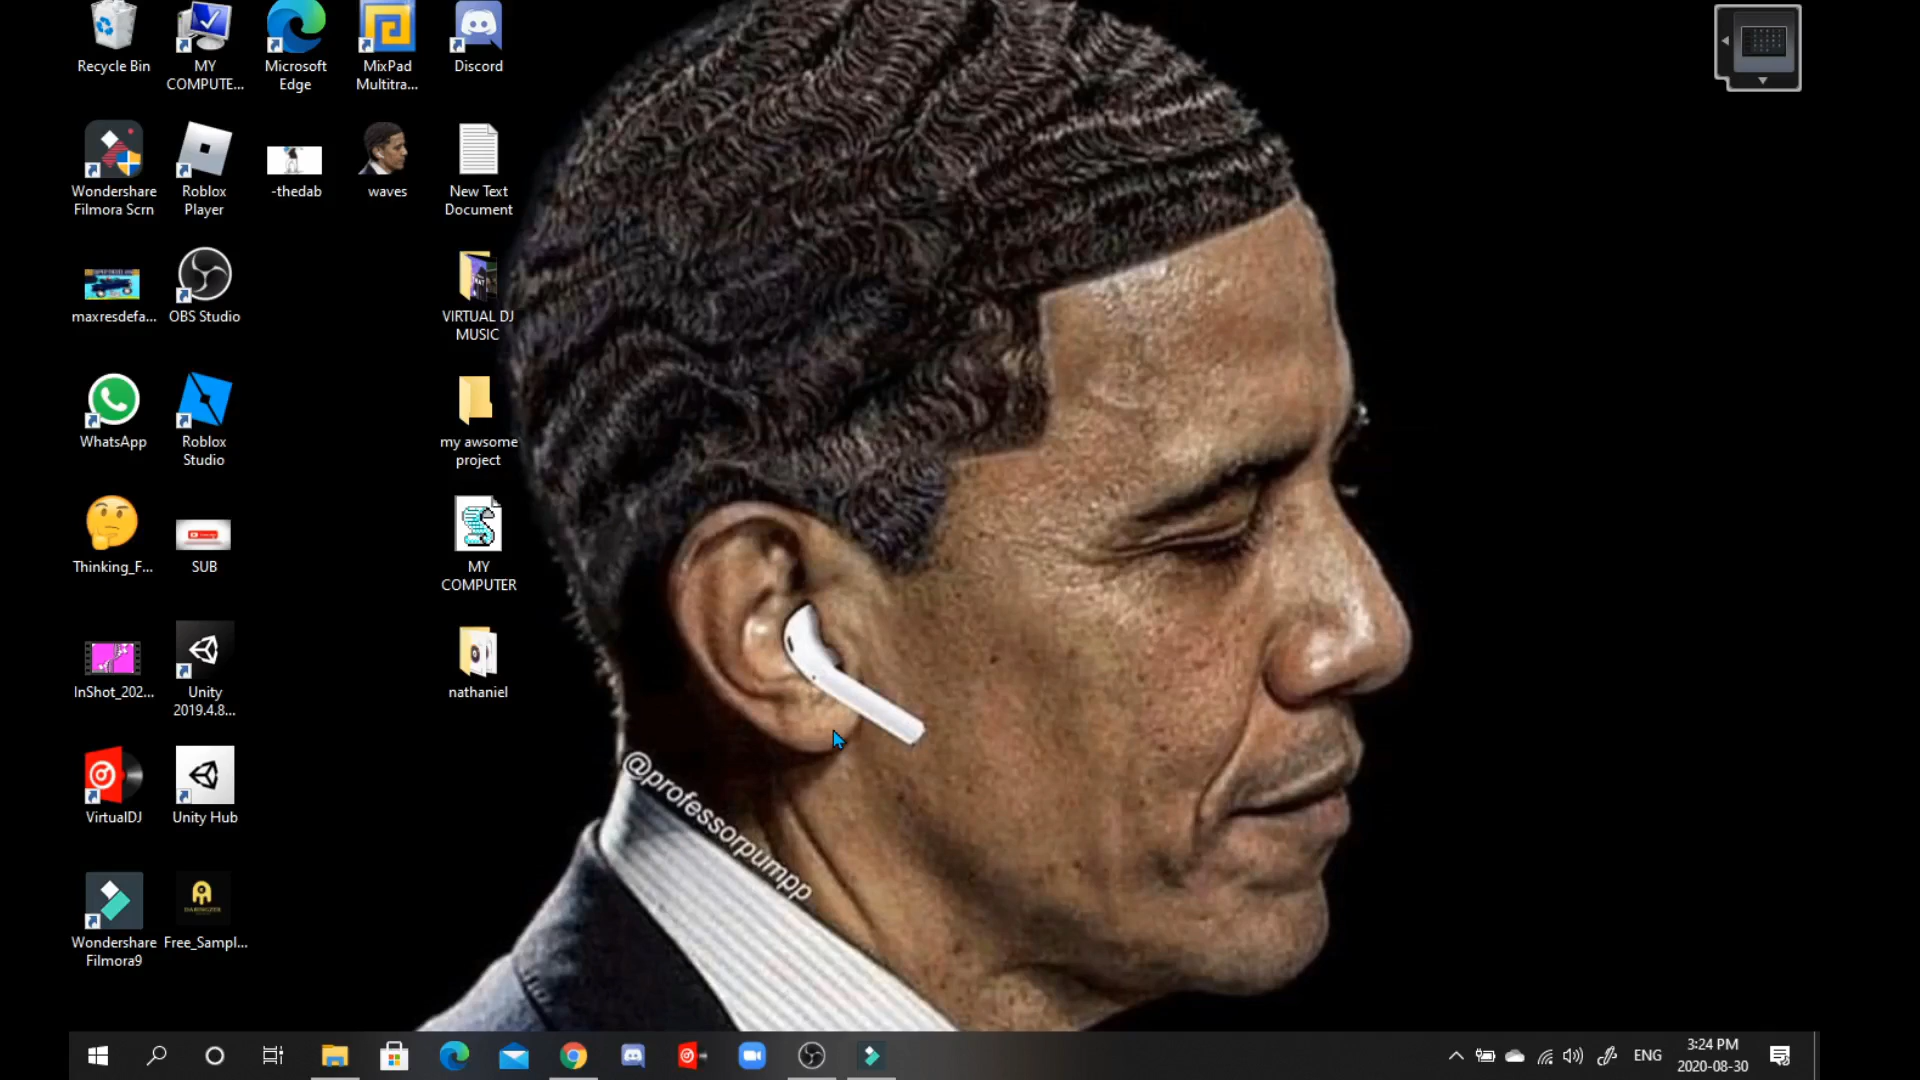 Recycle Bin
MY
COMPUTE...
Microsoft
Edge
MixPad
Multitra...
Discord
Wondershare
Filmora Scrn
Roblox
Player
-thedab
waves
New Text
Document
maxresdefa...
OBS Studio
VIRTUAL DJ
MUSIC
WhatsApp
Roblox
Studio
my awsome
project
Thinking_F...
SUB
MY
COMPUTER
InShot_202...
Unity
2019.4.8...
nathaniel
VirtualDJ
Unity Hub
@professorpumpp
Wondershare
Filmora9
Free_Sampl...
ENG
3:24 PM
2020-08-30